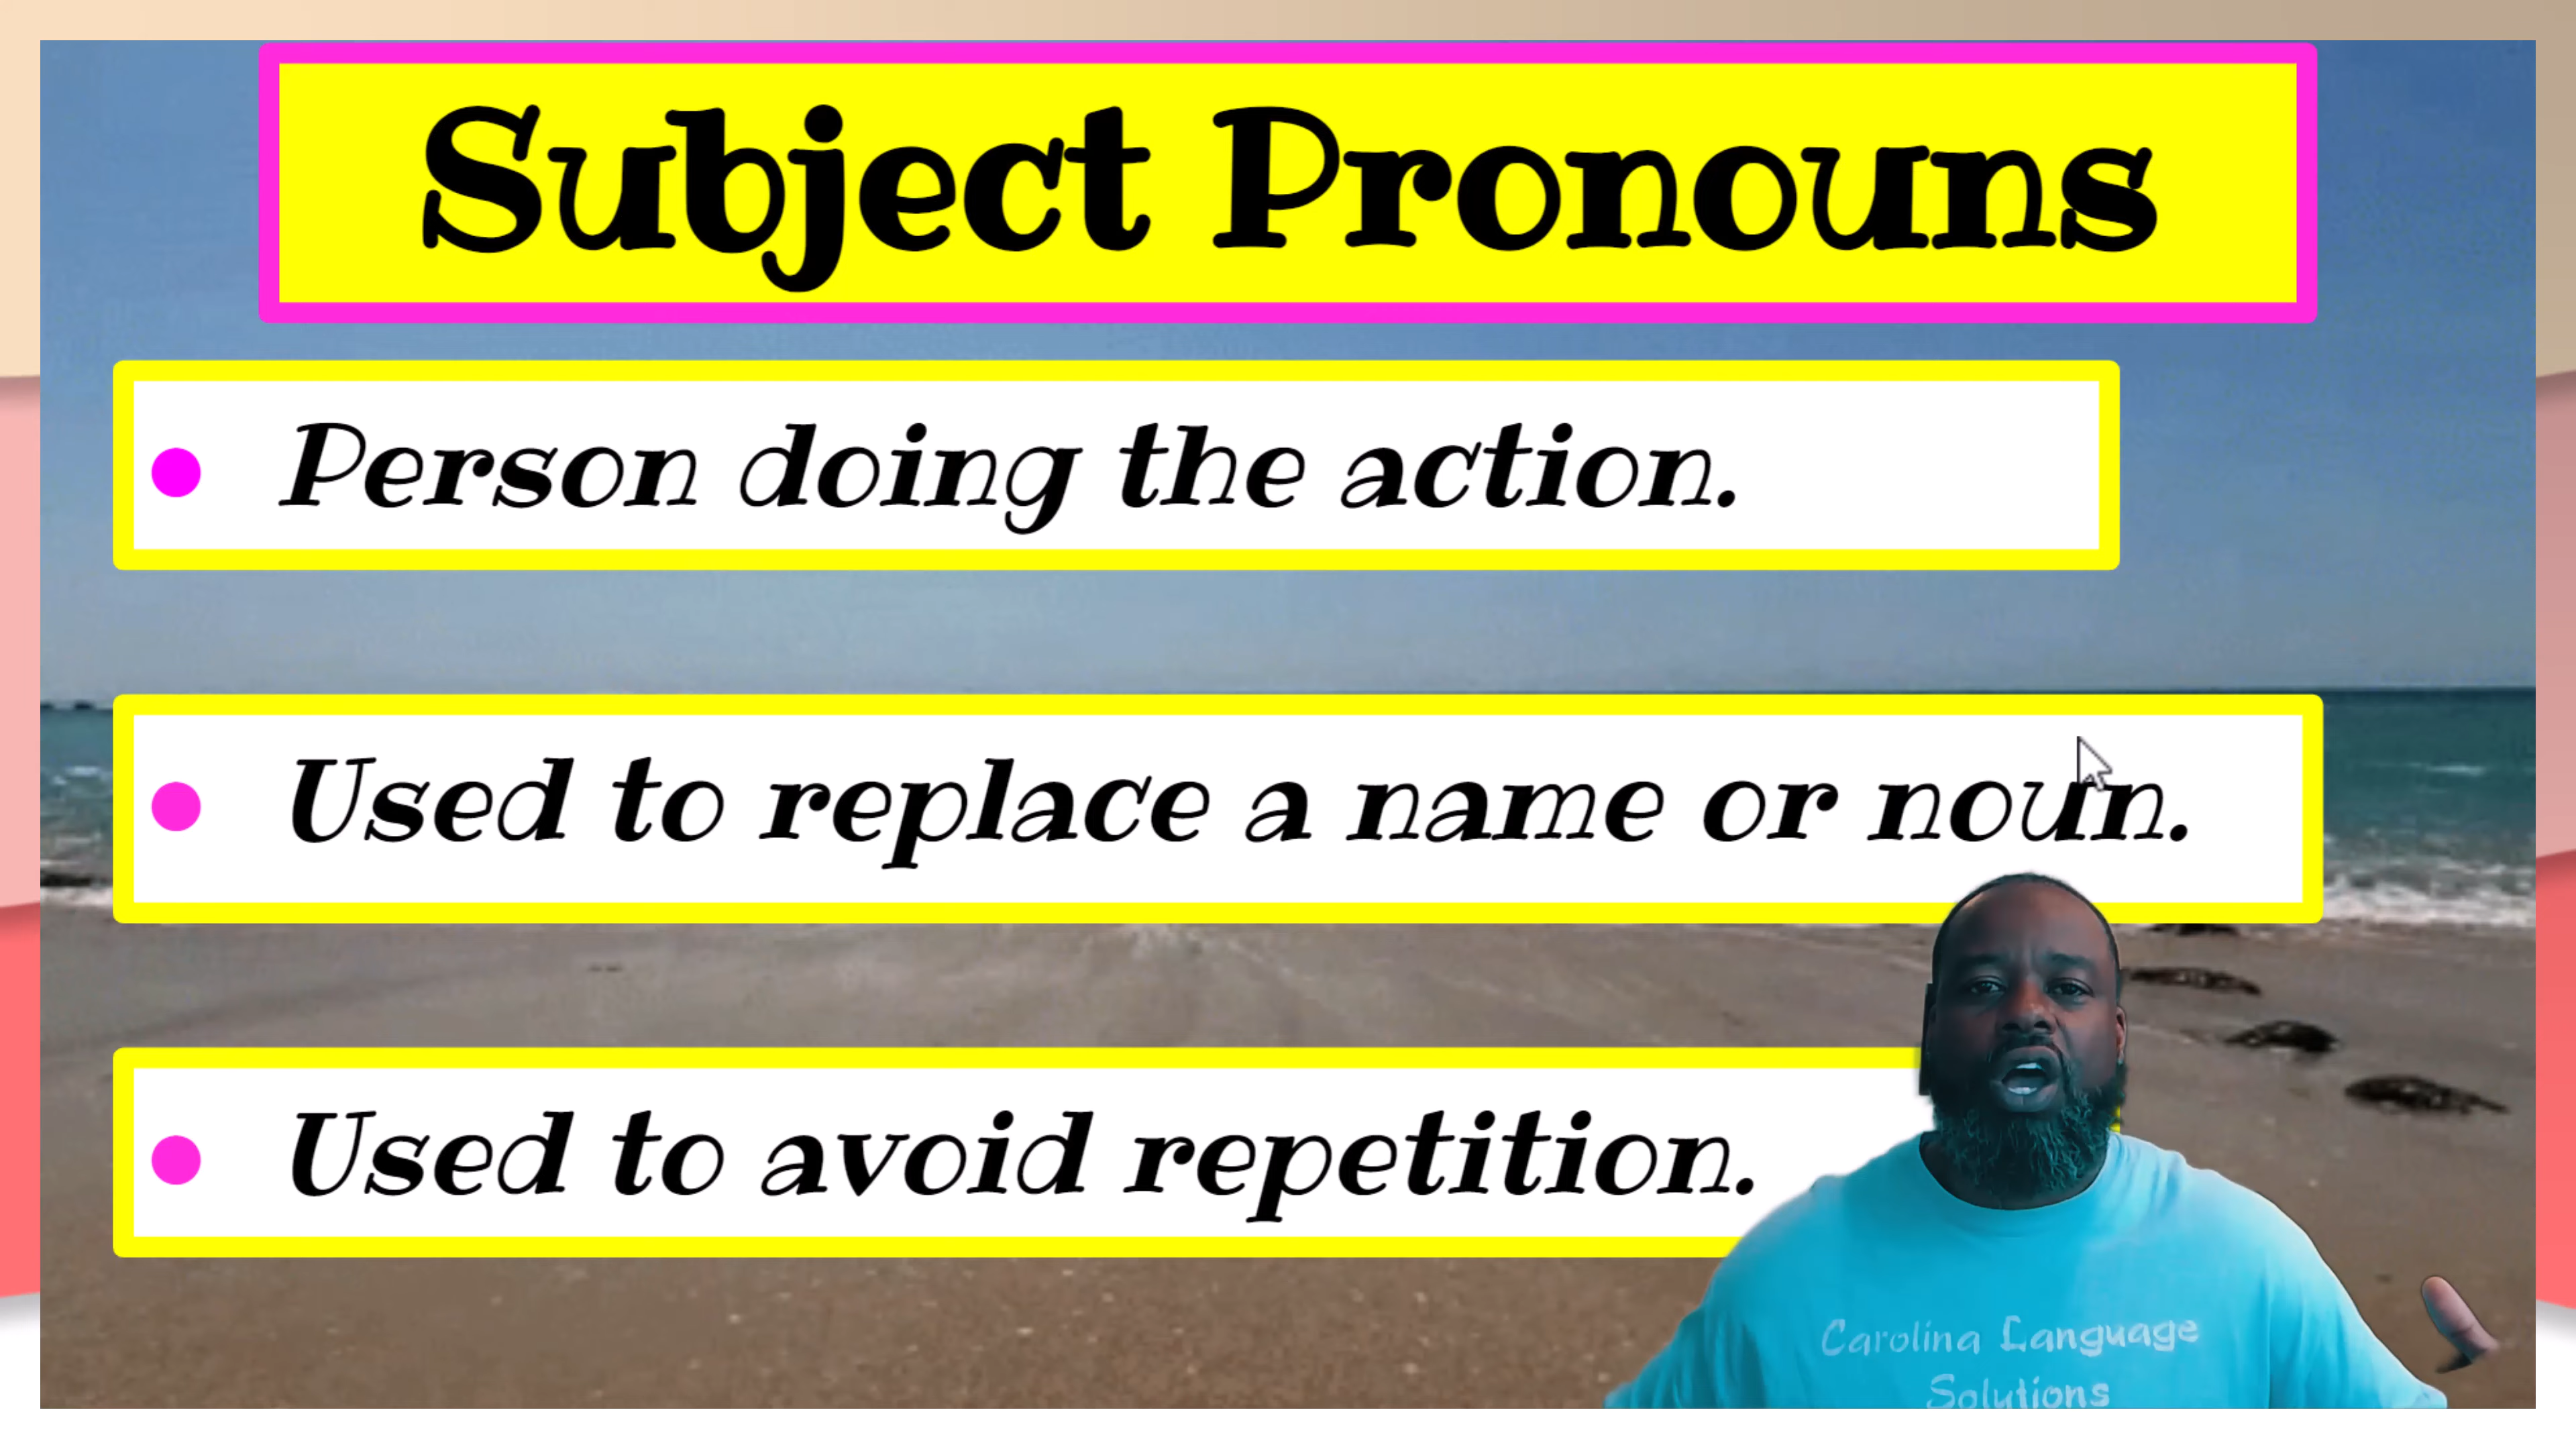 Subject Pronouns
Person doing the action.
Used to replace a name or noun.
Used to avoid repetition.
Carolina Language
Solutions